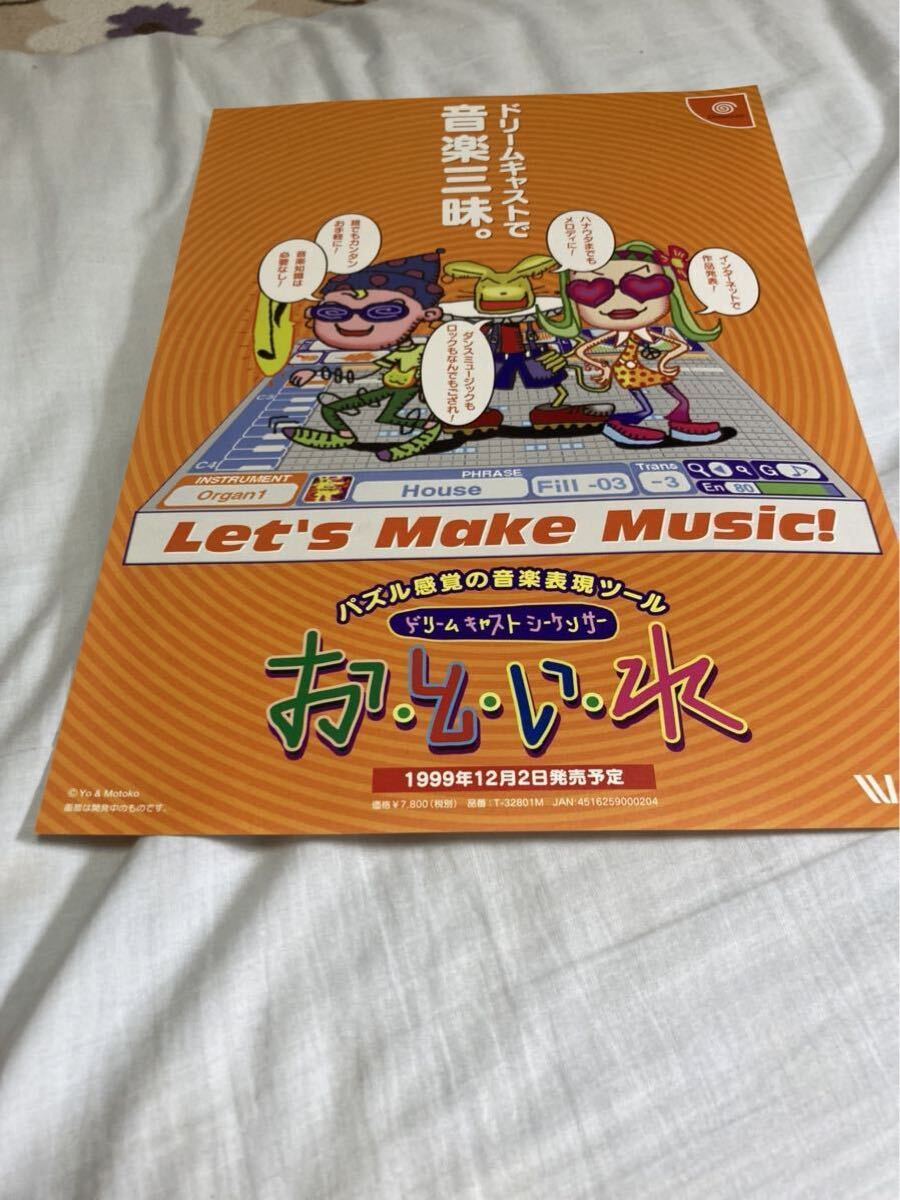 ドリームキャストで
音楽三昧。
誰でもカンタン
お手軽に!
音楽知識は
必要なし!
ハナウタまでも
メロディに!
インターネットで
作品発表!
ダンスミュージックも
ロックもなんでもござれ!
C3
C4
INSTRUMENT
Organ1
PHRASE
House
Fill -03
Trans
-3
G
En 80
Let's Make Music!
パズル感覚の音楽表現ツール
ドリームキャストシーケンサー
お・と・い・れ
1999年12月2日発売予定
価格¥7,800(税別) 品番:T-32801M JAN:4516259000204
©Yo & Motoko
画面は開発中のものです。